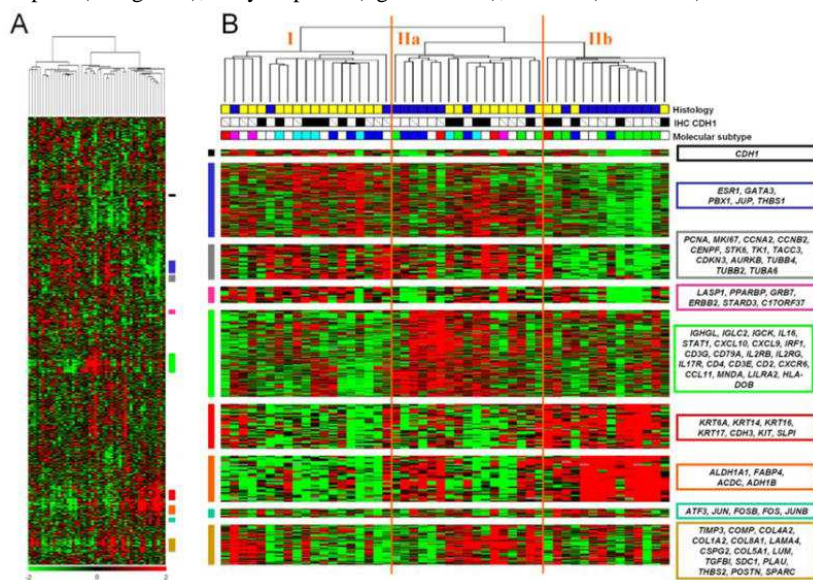 A
B
I
IIa
IIb
Histology
IHC CDH1
Molecular subtype
CDH1
ESR1, GATA3,
PBX1, JUP, THBS1
PCNA, MKI67, CCNA2, CCNB2,
CENPF, STK6, TK1, TACC3,
CDKN3, AURKB, TUBB4,
TUBB2, TUBA6
LASP1, PPARBP, GRB7,
ERBB2, STARD3, C17ORF37
IGHGL, IGLC2, IGCK, IL16,
STAT1, CXCL10, CXCL9, IRF1,
CD3G, CD79A, IL2RB, IL2RG,
IL17R, CD4, CD3E, CD2, CXCR6,
CCL11, MNDA, LILRA2, HLA-
DOB
KRT6A, KRT14, KRT16,
KRT17, CDH3, KIT, SLPI
ALDH1A1, FABP4,
ACDC, ADH1B
ATF3, JUN, FOSB, FOS, JUNB
TIMP3, COMP, COL4A2,
COL1A2, COL8A1, LAMA4,
CSPG2, COL5A1, LUM,
TGFBI, SDC1, PLAU,
THBS2, POSTN, SPARC
-2 0 2